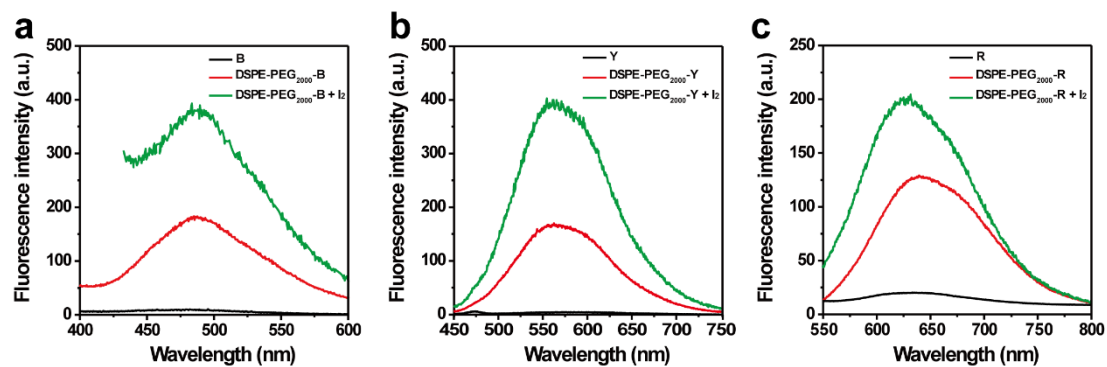 a
500
400
300
200
100
0
400 450 500 550 600
Fluorescence intensity (a.u.)
Wavelength (nm)
B
DSPE-PEG2000-B
DSPE-PEG2000-B + I2
b
500
400
300
200
100
0
450 500 550 600 650 700 750
Fluorescence intensity (a.u.)
Wavelength (nm)
Y
DSPE-PEG2000-Y
DSPE-PEG2000-Y + I2
c
250
200
150
100
50
0
550 600 650 700 750 800
Fluorescence intensity (a.u.)
Wavelength (nm)
R
DSPE-PEG2000-R
DSPE-PEG2000-R + I2